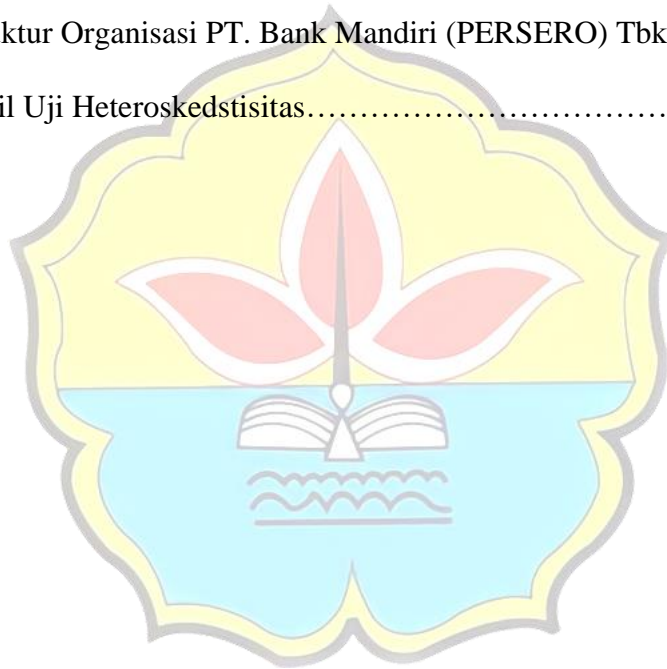 ktur Organisasi PT. Bank Mandiri (PERSERO) Tbk
il Uji Heteroskedstisitas……………………………